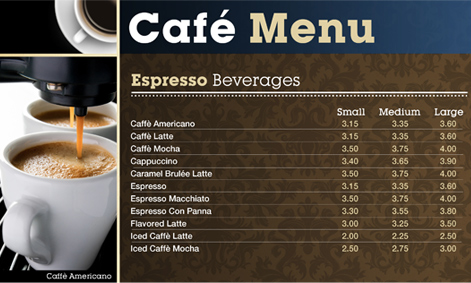 Café Menu
Espresso Beverages
Small Medium Large
Caffè Americano 3.15 3.35 3.60
Caffè Latte 3.15 3.35 3.60
Caffè Mocha 3.50 3.75 4.00
Cappuccino 3.40 3.65 3.90
Caramel Brulée Latte 3.50 3.75 4.00
Espresso 3.15 3.35 3.60
Espresso Macchiato 3.50 3.75 4.00
Espresso Con Panna 3.30 3.55 3.80
Flavored Latte 3.00 3.25 3.50
Iced Caffè Latte 2.00 2.25 2.50
Iced Caffè Mocha 2.50 2.75 3.00
Caffè Americano